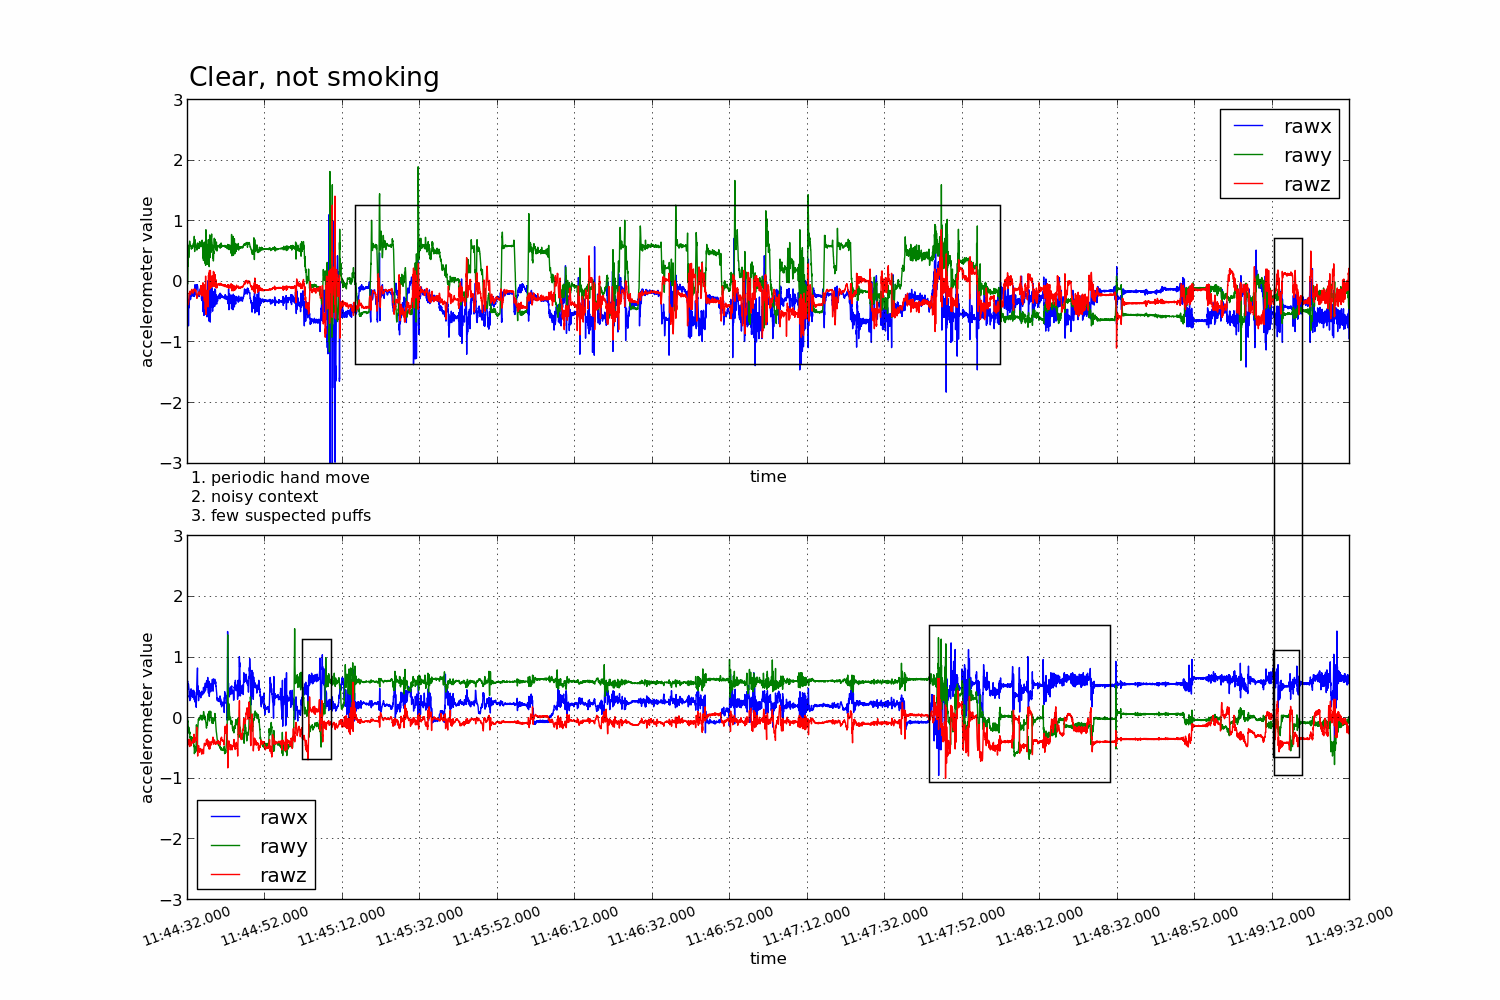 Clear, not smoking
3
2
1
0
−1
−2
−3
accelerometer value
rawx
rawy
rawz
time
1. periodic hand move
2. noisy context
3. few suspected puffs
3
2
1
0
−1
−2
−3
accelerometer value
rawx
rawy
rawz
11:44:32.000
11:44:52.000
11:45:12.000
11:45:32.000
11:45:52.000
11:46:12.000
11:46:32.000
11:46:52.000
11:47:12.000
11:47:32.000
11:47:52.000
11:48:12.000
11:48:32.000
11:48:52.000
11:49:12.000
11:49:32.000
time